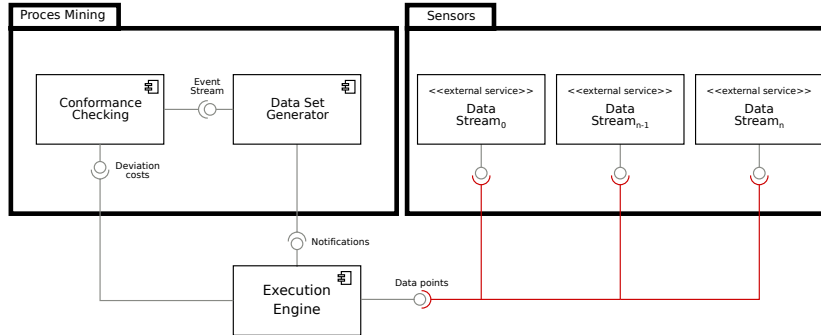 Proces Mining
Sensors
Conformance
Checking
Event
Stream
Data Set
Generator
<<external service>>
Data
Stream0
<<external service>>
Data
Streamn-1
<<external service>>
Data
Streamn
Deviation
costs
Notifications
Execution
Engine
Data points